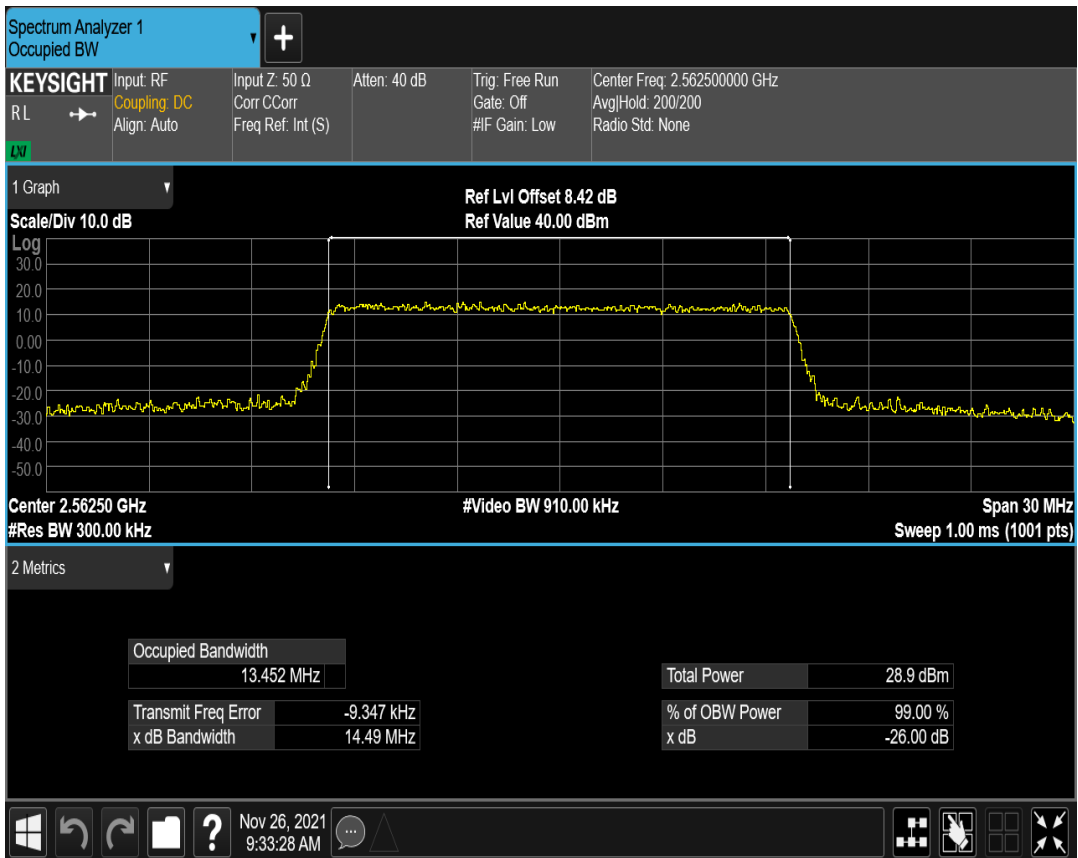 Spectrum Analyzer 1
Occupied BW
+
KEYSIGHT
R L
LXI
Input: RF
Coupling: DC
Align: Auto
Input Z: 50 Ω
Corr CCorr
Freq Ref: Int (S)
Atten: 40 dB
Trig: Free Run
Gate: Off
#IF Gain: Low
Center Freq: 2.562500000 GHz
Avg|Hold: 200/200
Radio Std: None
1 Graph
Ref Lvl Offset 8.42 dB
Scale/Div 10.0 dB
Ref Value 40.00 dBm
Log
30.0
20.0
10.0
0.00
-10.0
-20.0
-30.0
-40.0
-50.0
Center 2.56250 GHz
#Video BW 910.00 kHz
Span 30 MHz
#Res BW 300.00 kHz
Sweep 1.00 ms (1001 pts)
2 Metrics
Occupied Bandwidth
13.452 MHz
Total Power 28.9 dBm
Transmit Freq Error -9.347 kHz
% of OBW Power 99.00 %
x dB Bandwidth 14.49 MHz
x dB -26.00 dB
?
Nov 26, 2021
9:33:28 AM